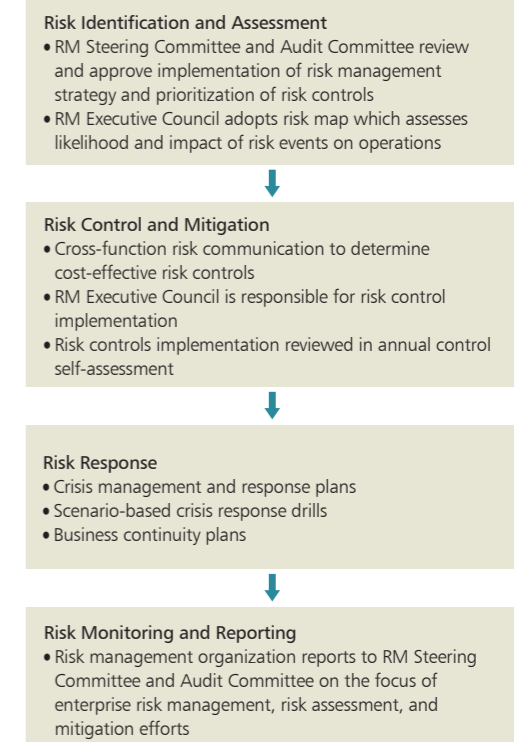 Risk Identification and Assessment
• RM Steering Committee and Audit Committee review
and approve implementation of risk management
strategy and prioritization of risk controls
• RM Executive Council adopts risk map which assesses
likelihood and impact of risk events on operations
Risk Control and Mitigation
• Cross-function risk communication to determine
cost-effective risk controls
• RM Executive Council is responsible for risk control
implementation
• Risk controls implementation reviewed in annual control
self-assessment
Risk Response
• Crisis management and response plans
• Scenario-based crisis response drills
• Business continuity plans
Risk Monitoring and Reporting
• Risk management organization reports to RM Steering
Committee and Audit Committee on the focus of
enterprise risk management, risk assessment, and
mitigation efforts